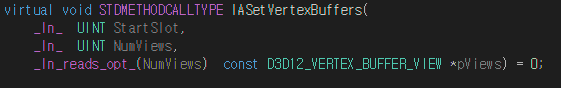 virtual void STDMETHODCALLTYPE IASetVertexBuffers(
_In_ UINT StartSlot,
_In_ UINT NumViews,
_In_reads_opt_(NumViews) const D3D12_VERTEX_BUFFER_VIEW *pViews) = 0;